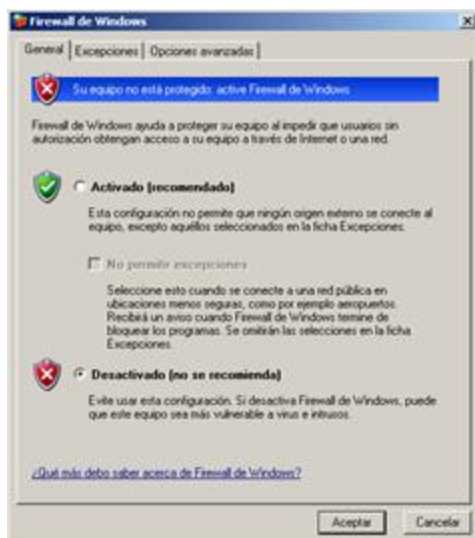 Firewall de Windows
General
Excepciones
Opciones avanzadas
Su equipo no está protegido: active Firewall de Windows
Firewall de Windows ayuda a proteger su equipo al impedir que usuarios sin
autorización obtengan acceso a su equipo a través de Internet o una red.
Activado (recomendado)
Esta configuración no permite que ningún origen externo se conecte al
equipo, excepto aquéllos seleccionados en la ficha Excepciones.
No permitir excepciones
Seleccione esto cuando se conecte a una red pública en
ubicaciones menos seguras, como por ejemplo aeropuertos.
Recibirá un aviso cuando Firewall de Windows termine de
bloquear los programas. Se omitirán las selecciones en la ficha
Excepciones.
Desactivado (no se recomienda)
Evite usar esta configuración. Si desactiva Firewall de Windows, puede
que este equipo sea más vulnerable a virus e intrusos.
¿Qué más debo saber acerca de Firewall de Windows?
Aceptar
Cancelar